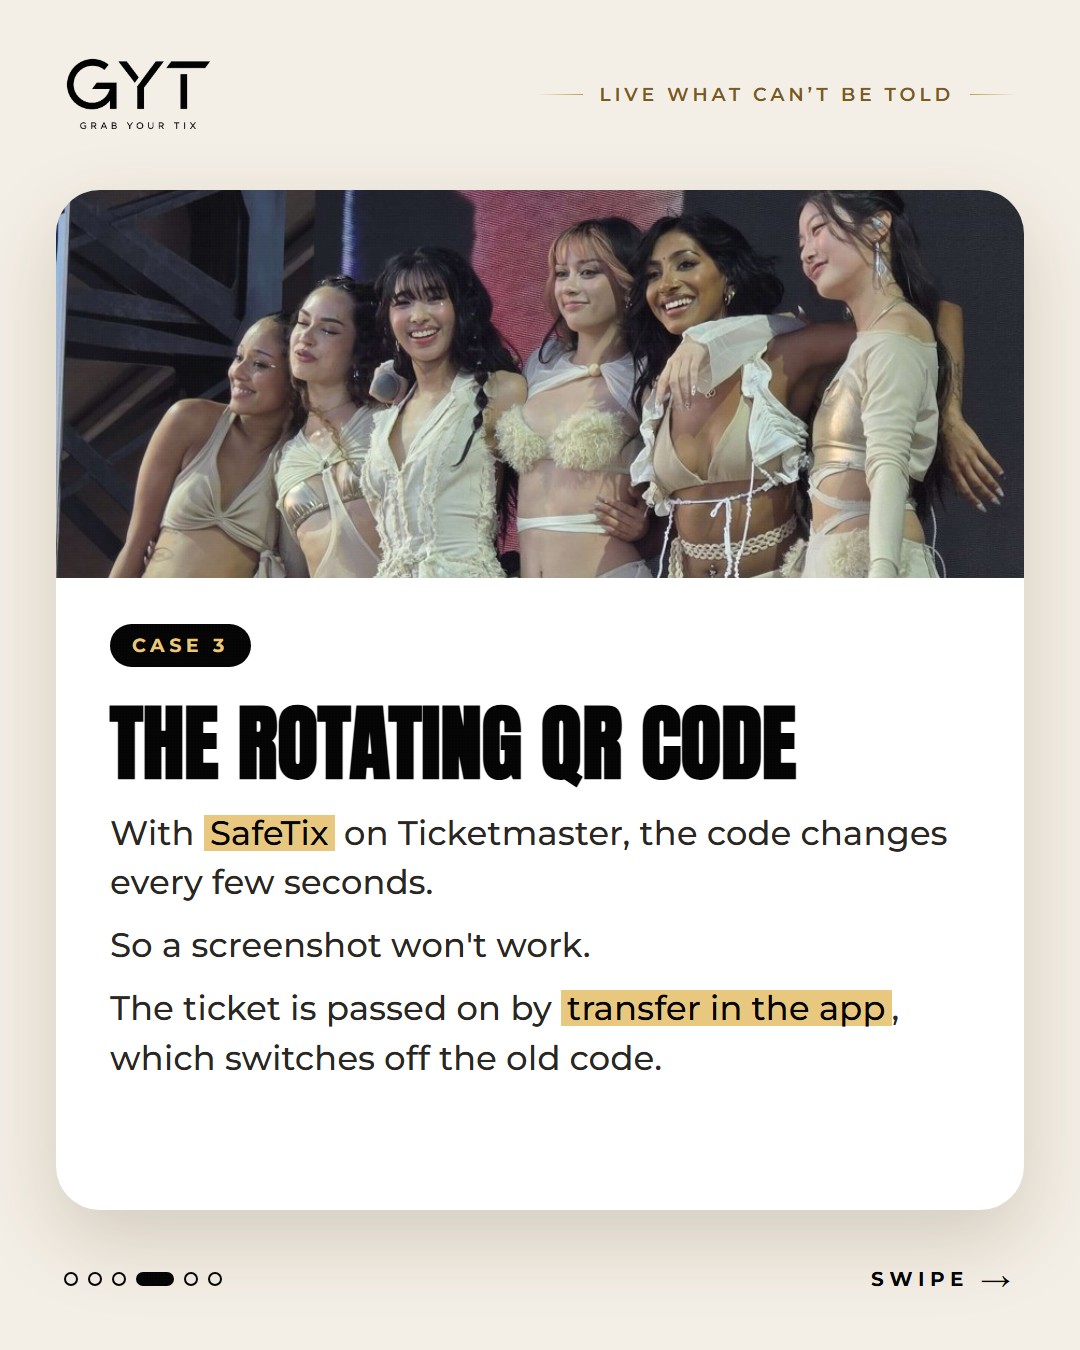 GYT
GRAB YOUR TIX
LIVE WHAT CAN’T BE TOLD
CASE 3
THE ROTATING QR CODE
With SafeTix on Ticketmaster, the code changes
every few seconds.
So a screenshot won't work.
The ticket is passed on by transfer in the app,
which switches off the old code.
SWIPE →